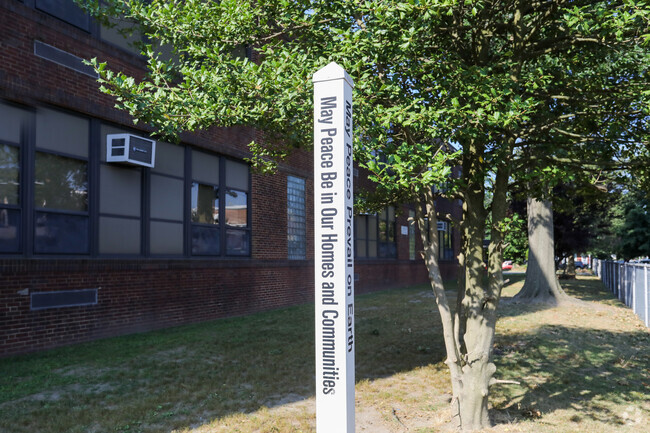 May Peace Be in Our Homes and Communities
May Peace Prevail on Earth